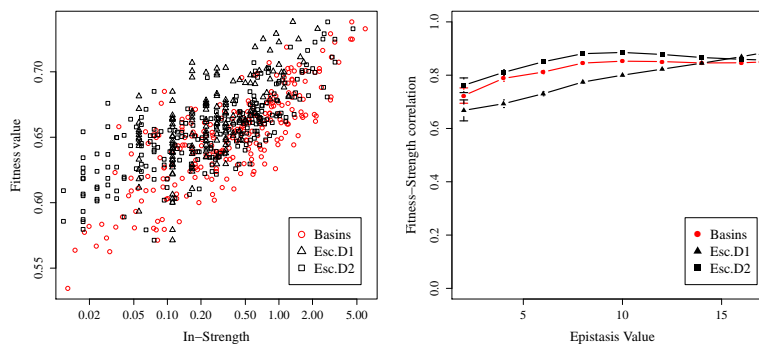 Fitness value
0.70
0.65
0.60
0.55
0.02
0.05
0.10
0.20
0.50
1.00
2.00
5.00
In−Strength
Basins
Esc.D1
Esc.D2
Fitness−Strength correlation
1.0
0.8
0.6
0.4
0.2
0.0
5
10
15
Epistasis Value
Basins
Esc.D1
Esc.D2